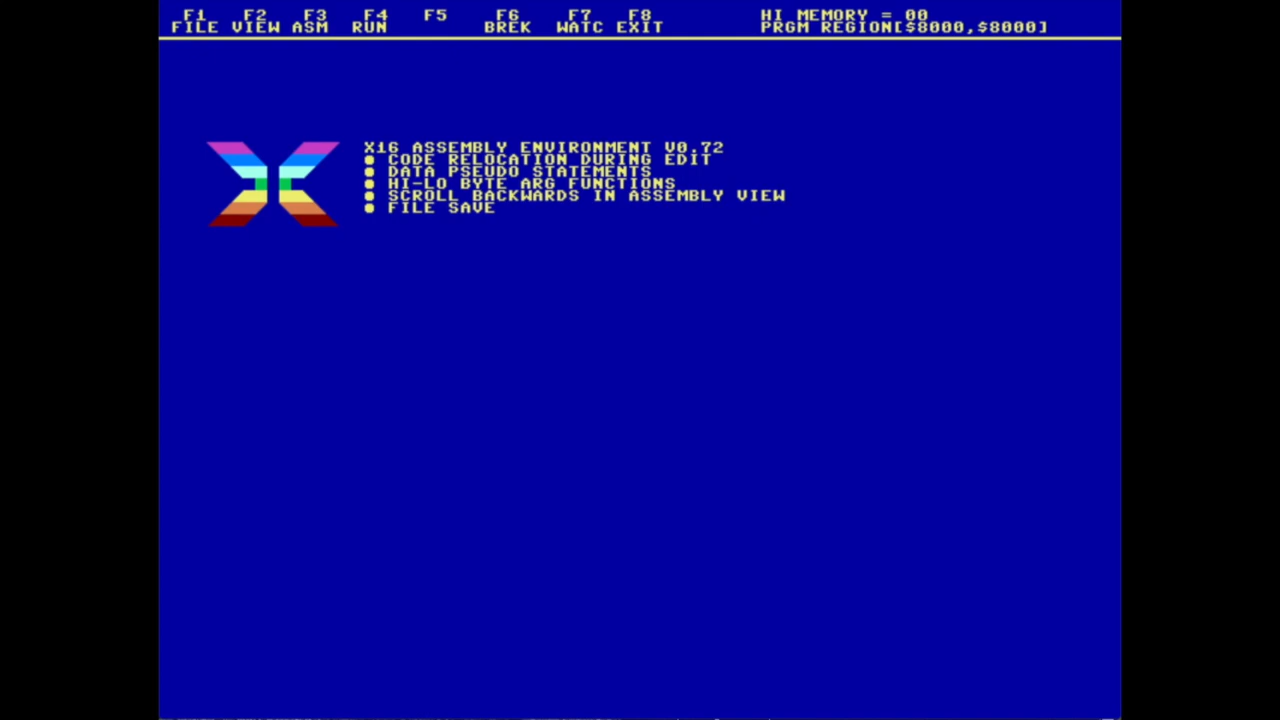 F1 F2 F3 F4 F5 F6 F7 F8 HI MEMORY = 00
FILE VIEW ASM RUN BREK WATC EXIT PRGM REGION[$8000,$8000]
X16 ASSEMBLY ENVIRONMENT V0.72
● CODE RELOCATION DURING EDIT
● DATA PSEUDO STATEMENTS
● HI-LO BYTE ARG FUNCTIONS
● SCROLL BACKWARDS IN ASSEMBLY VIEW
● FILE SAVE